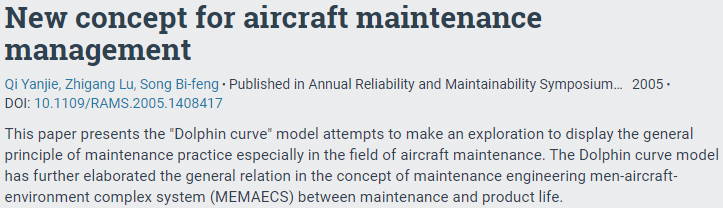 New concept for aircraft maintenance
management
Qi Yanjie, Zhigang Lu, Song Bi-feng • Published in Annual Reliability and Maintainability Symposium… 2005 •
DOI: 10.1109/RAMS.2005.1408417
This paper presents the "Dolphin curve" model attempts to make an exploration to display the general
principle of maintenance practice especially in the field of aircraft maintenance. The Dolphin curve model
has further elaborated the general relation in the concept of maintenance engineering men-aircraft-
environment complex system (MEMAECS) between maintenance and product life.